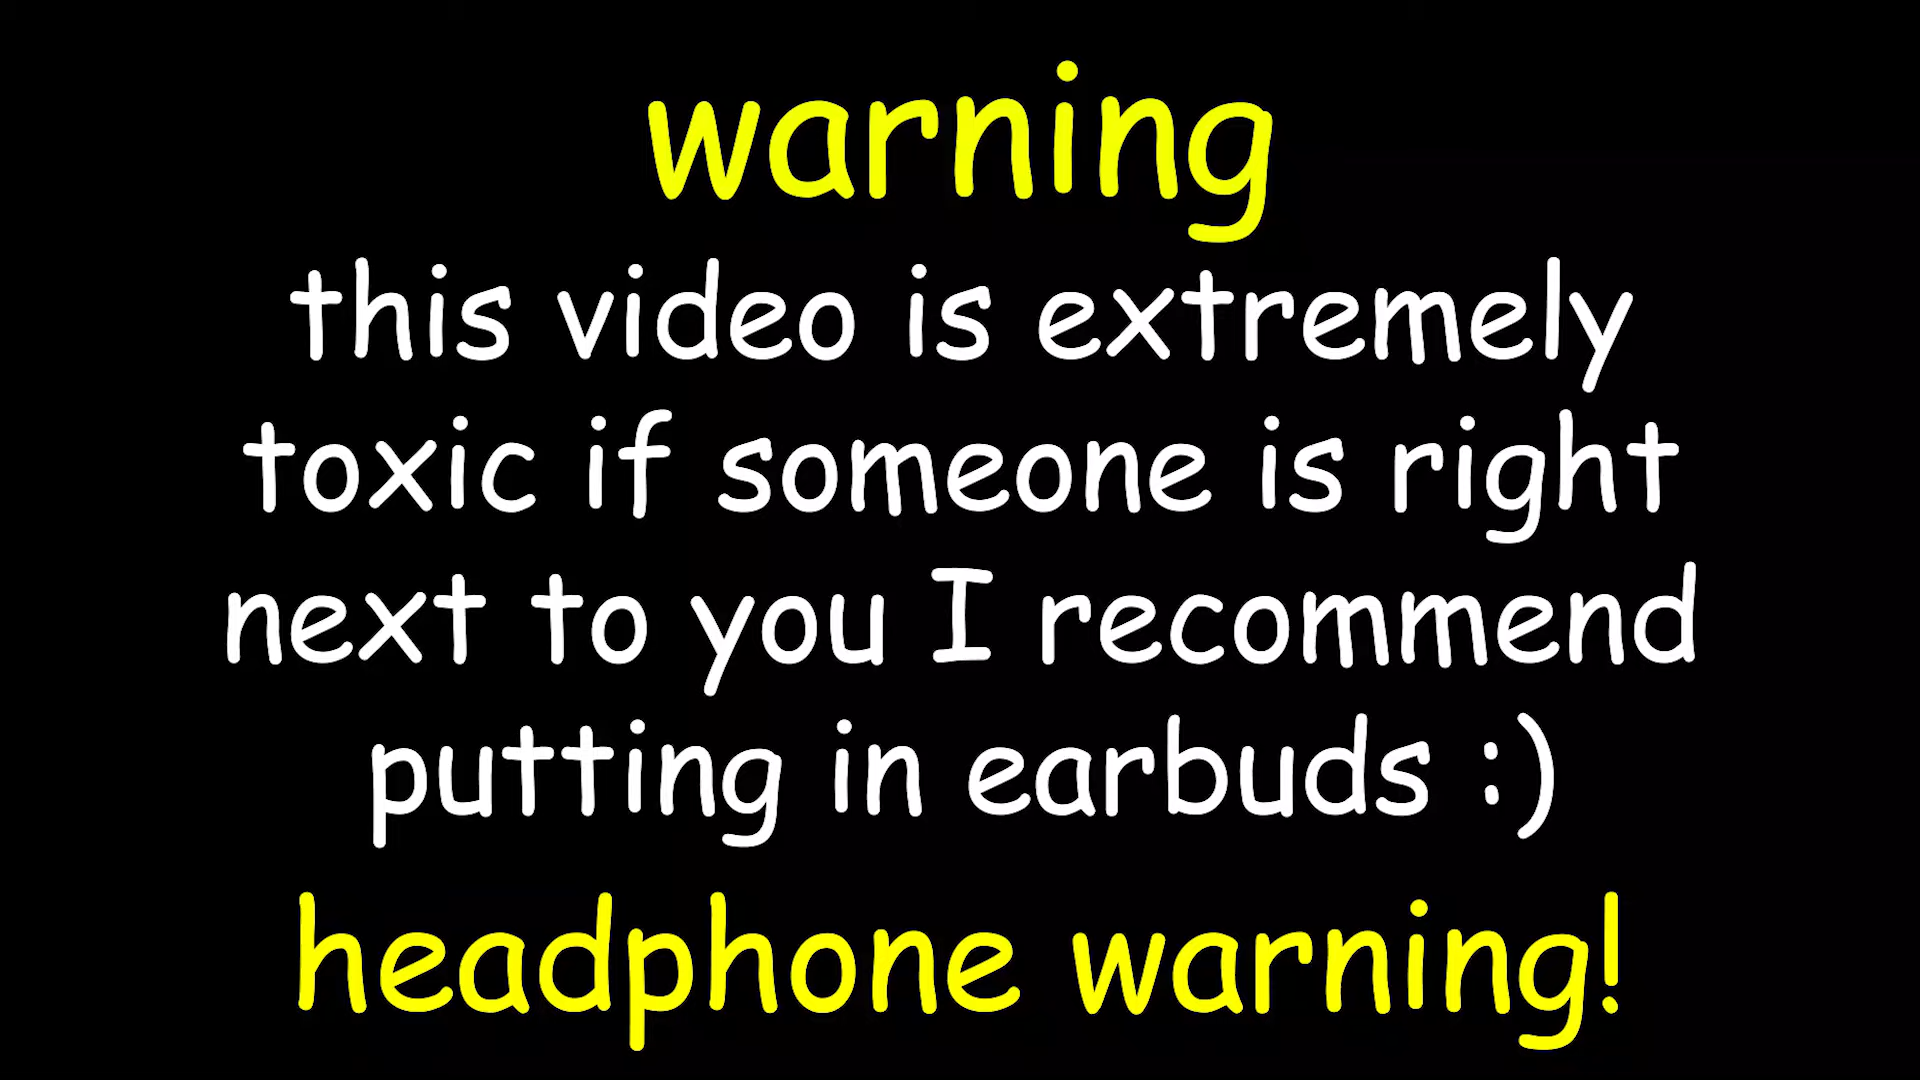 warning
this video is extremely
toxic if someone is right
next to you I recommend
putting in earbuds :)
headphone warning!